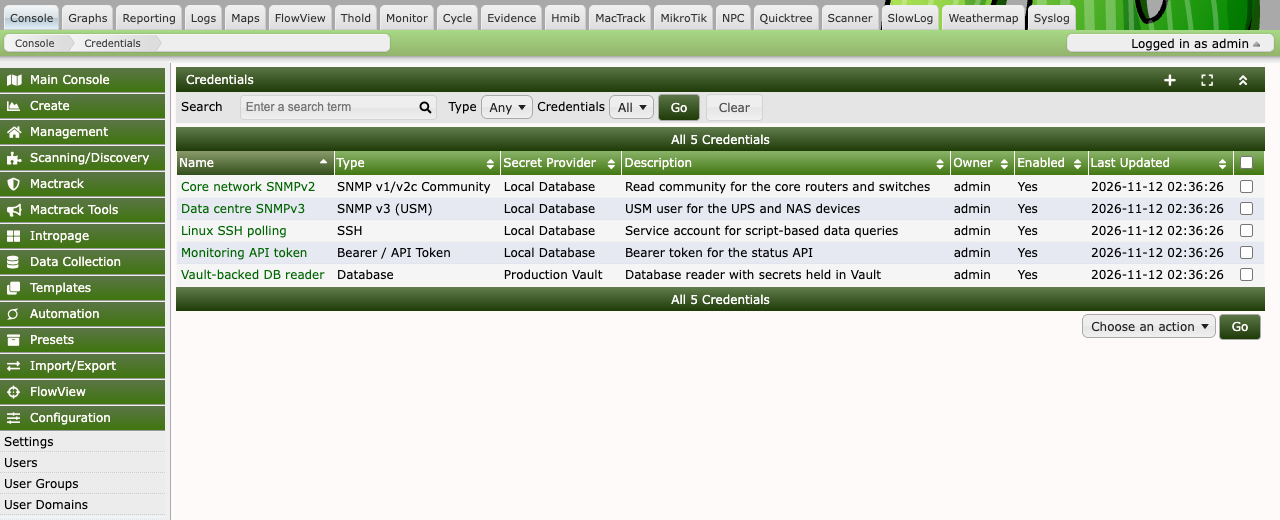 Console Graphs Reporting Logs Maps FlowView Thold Monitor Cycle Evidence Hmib MacTrack MikroTik NPC Quicktree Scanner SlowLog Weathermap Syslog
Console Credentials Logged in as admin
Main Console
Create
Management
Scanning/Discovery
Mactrack
Mactrack Tools
Intropage
Data Collection
Templates
Automation
Presets
Import/Export
FlowView
Configuration
Settings
Users
User Groups
User Domains
Credentials
Search Enter a search term Type Any Credentials All Go Clear
All 5 Credentials
Name Type Secret Provider Description Owner Enabled Last Updated
Core network SNMPv2 SNMP v1/v2c Community Local Database Read community for the core routers and switches admin Yes 2026-11-12 02:36:26
Data centre SNMPv3 SNMP v3 (USM) Local Database USM user for the UPS and NAS devices admin Yes 2026-11-12 02:36:26
Linux SSH polling SSH Local Database Service account for script-based data queries admin Yes 2026-11-12 02:36:26
Monitoring API token Bearer / API Token Local Database Bearer token for the status API admin Yes 2026-11-12 02:36:26
Vault-backed DB reader Database Production Vault Database reader with secrets held in Vault admin Yes 2026-11-12 02:36:26
All 5 Credentials
Choose an action Go